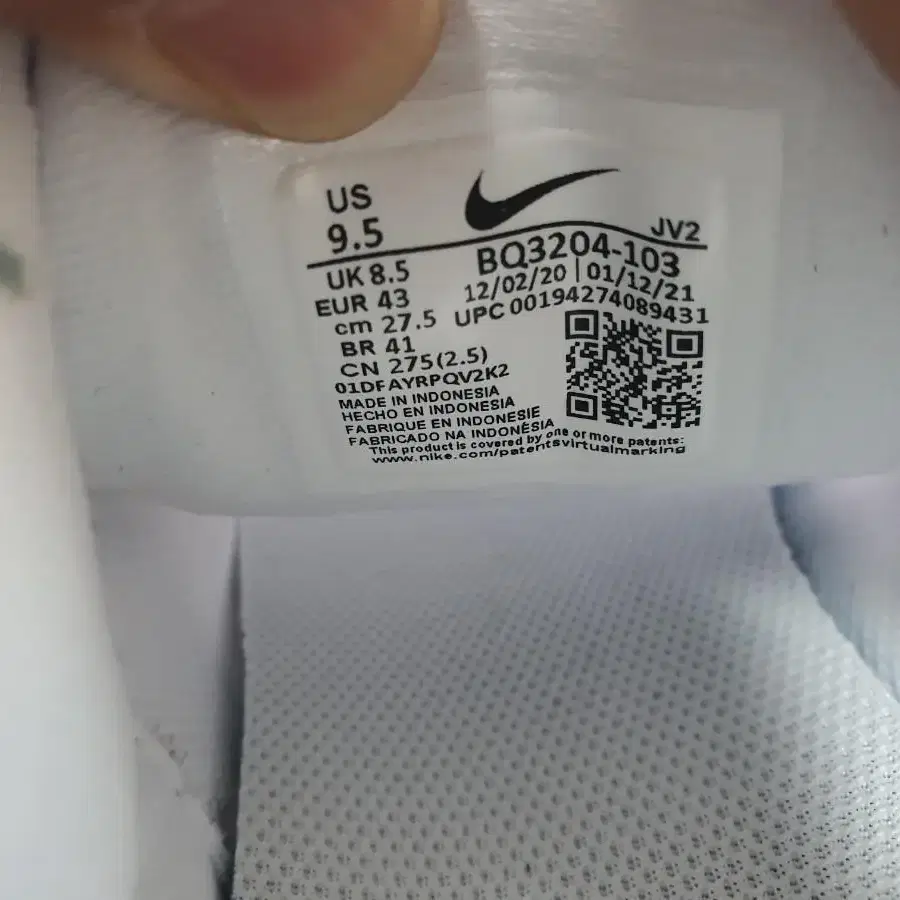 US
9.5
JV2
UK 8.5
EUR 43
cm 27.5
BR 41
CN 275(2.5)
BQ3204-103
12/02/20 | 01/12/21
UPC 00194274089431
01DFAYRPQV2K2
MADE IN INDONESIA
HECHO EN INDONESIA
FABRIQUE EN INDONESIE
FABRICADO NA INDONÉSIA
This product is covered by one or more patents:
www.nike.com/patentsvirtualmarking